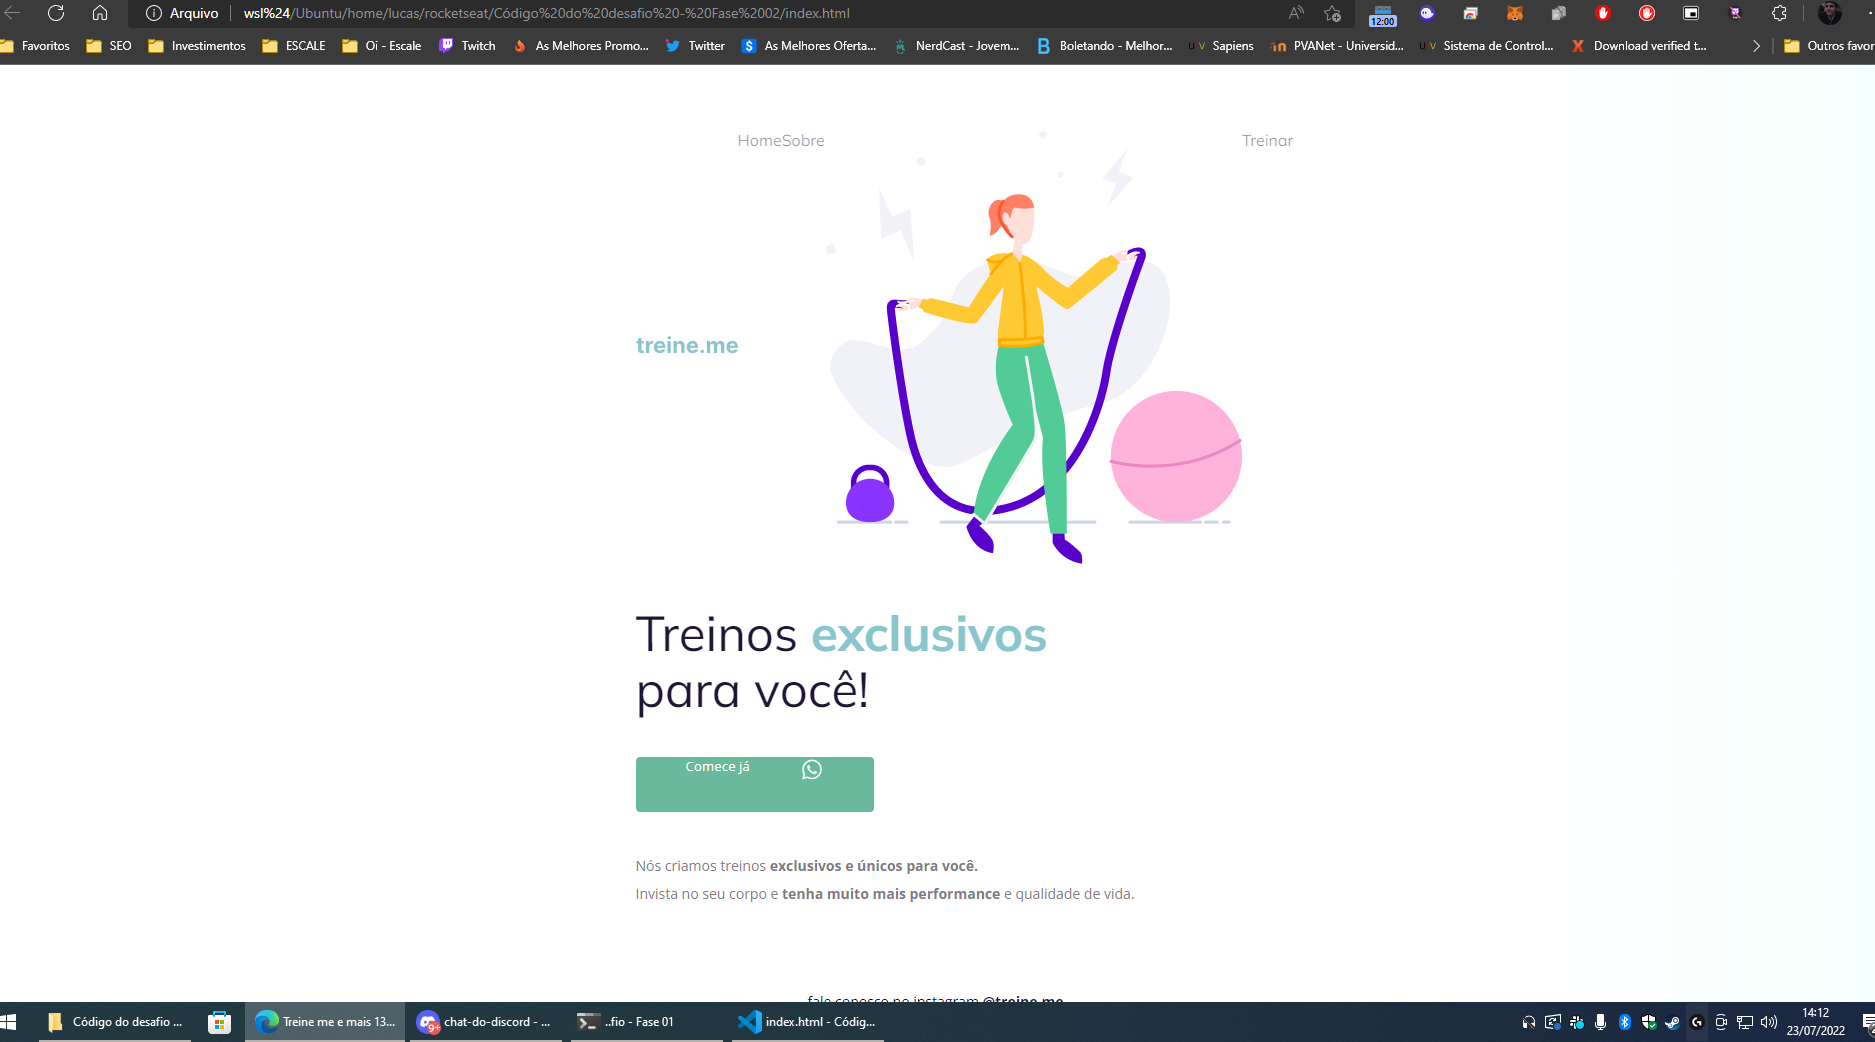 Arquivo wsl%24/Ubuntu/home/lucas/rocketseat/Código%20do%20desafio%20-%20Fase%2002/index.html
12:00
Favoritos SEO Investimentos ESCALE Oi - Escale Twitch As Melhores Promo... Twitter As Melhores Oferta... NerdCast - Jovem... Boletando - Melhor... Sapiens PVANet - Universid... Sistema de Control... Download verified t... Outros favor
HomeSobre Treinar
treine.me
Treinos exclusivos
para você!
Comece já
Nós criamos treinos exclusivos e únicos para você.
Invista no seu corpo e tenha muito mais performance e qualidade de vida.
fale conosco no instagram @treine.me
Código do desafio ... Treine me e mais 13... 9+ chat-do-discord - ... ..fio - Fase 01 index.html - Códig...
14:12
23/07/2022